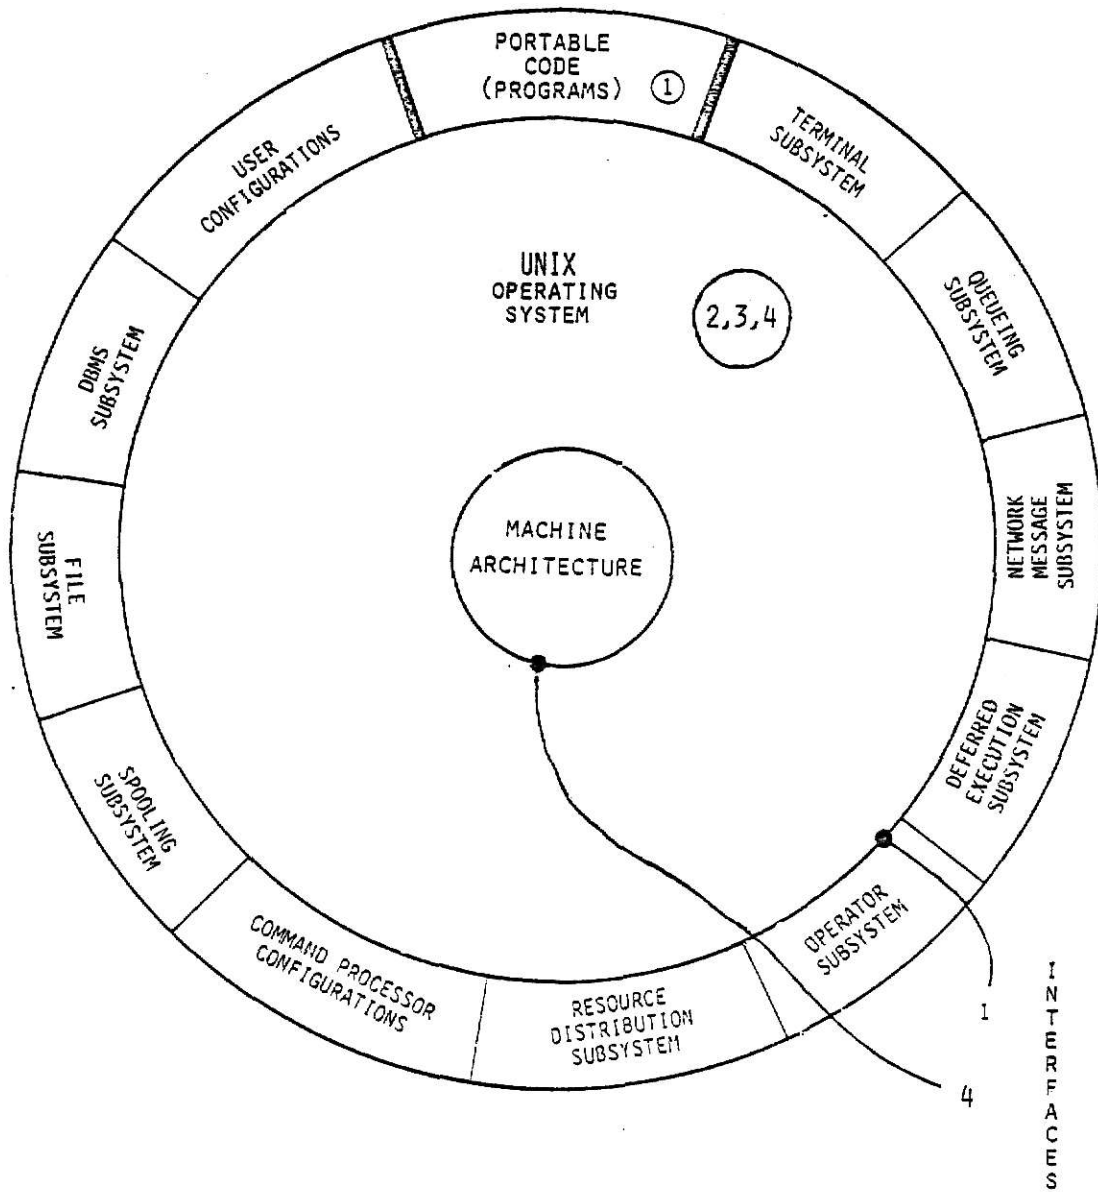 PORTABLE
CODE
(PROGRAMS)
1
TERMINAL
SUBSYSTEM
QUEUEING
SUBSYSTEM
NETWORK
MESSAGE
SUBSYSTEM
DEFERRED
EXECUTION
SUBSYSTEM
OPERATOR
SUBSYSTEM
RESOURCE
DISTRIBUTION
SUBSYSTEM
COMMAND PROCESSOR
CONFIGURATIONS
SPOOLING
SUBSYSTEM
FILE
SUBSYSTEM
DBMS
SUBSYSTEM
USER
CONFIGURATIONS
UNIX
OPERATING
SYSTEM
2,3,4
MACHINE
ARCHITECTURE
1
4
INTERFACES